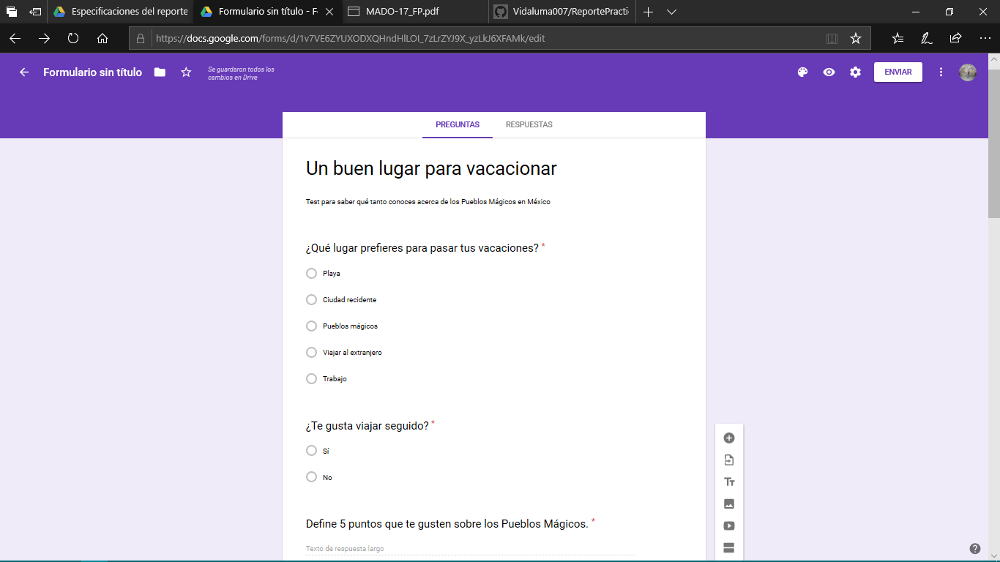 Especificaciones del reporte
Formulario sin título - Fo
MADO-17_FP.pdf
Vidaluma007/ReportePracti
https://docs.google.com/forms/d/1v7VE6ZYUXODXQHndHlLOI_7zLrZYJ9X_yzLkJ6XFAMk/edit
Formulario sin título
Se guardaron todos los
cambios en Drive
ENVIAR
PREGUNTAS
RESPUESTAS
Un buen lugar para vacacionar
Test para saber qué tanto conoces acerca de los Pueblos Mágicos en México
¿Qué lugar prefieres para pasar tus vacaciones? *
Playa
Ciudad recidente
Pueblos mágicos
Viajar al extranjero
Trabajo
¿Te gusta viajar seguido? *
Sí
No
Define 5 puntos que te gusten sobre los Pueblos Mágicos. *
Texto de respuesta largo